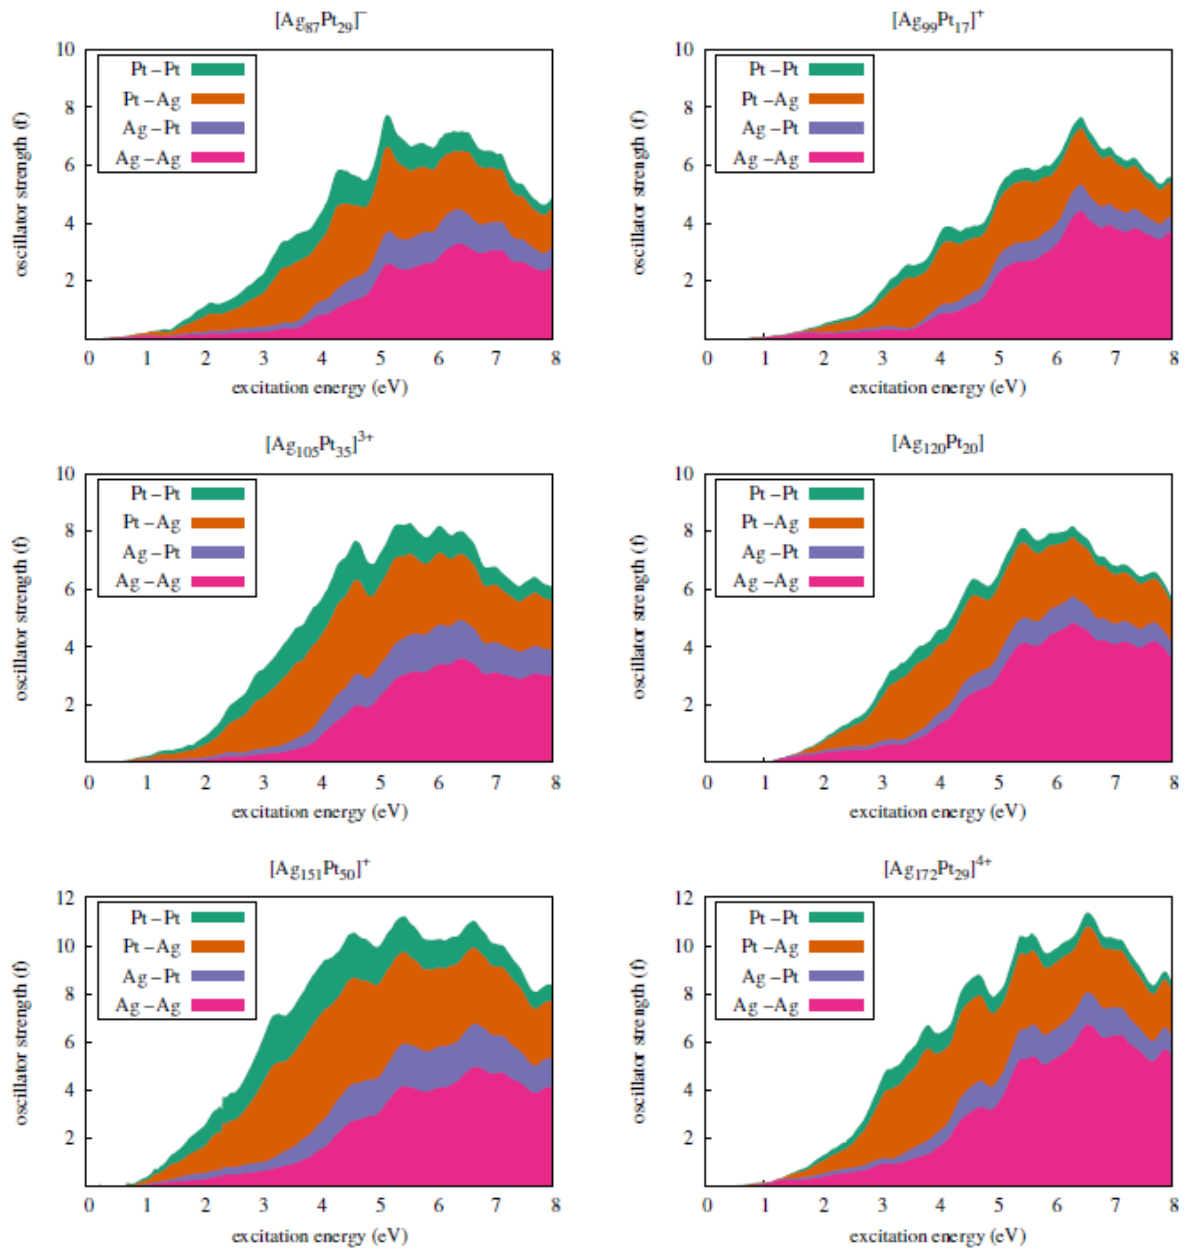 [Ag87Pt29]−
10
8
6
4
2
oscillator strength (f)
Pt – Pt
Pt – Ag
Ag – Pt
Ag – Ag
0 1 2 3 4 5 6 7 8
excitation energy (eV)
[Ag99Pt17]+
10
8
6
4
2
oscillator strength (f)
Pt – Pt
Pt – Ag
Ag – Pt
Ag – Ag
0 1 2 3 4 5 6 7 8
excitation energy (eV)
[Ag105Pt35]3+
10
8
6
4
2
oscillator strength (f)
Pt – Pt
Pt – Ag
Ag – Pt
Ag – Ag
0 1 2 3 4 5 6 7 8
excitation energy (eV)
[Ag120Pt20]
10
8
6
4
2
oscillator strength (f)
Pt – Pt
Pt – Ag
Ag – Pt
Ag – Ag
0 1 2 3 4 5 6 7 8
excitation energy (eV)
[Ag151Pt50]+
12
10
8
6
4
2
oscillator strength (f)
Pt – Pt
Pt – Ag
Ag – Pt
Ag – Ag
0 1 2 3 4 5 6 7 8
excitation energy (eV)
[Ag172Pt29]4+
12
10
8
6
4
2
oscillator strength (f)
Pt – Pt
Pt – Ag
Ag – Pt
Ag – Ag
0 1 2 3 4 5 6 7 8
excitation energy (eV)